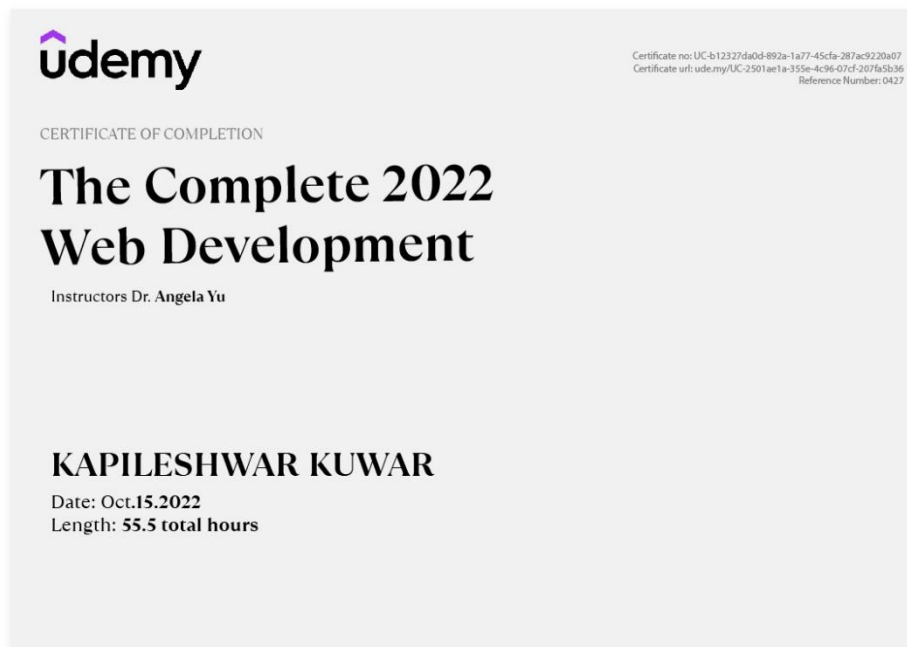 udemy
Certificate no: UC-b12327da0d-892a-1a77-45cfa-287ac9220a07
Certificate url: ude.my/UC-2501ae1a-355e-4c96-07cf-207fa5b36
Reference Number: 0427
CERTIFICATE OF COMPLETION
The Complete 2022
Web Development
Instructors Dr. Angela Yu
KAPILESHWAR KUWAR
Date: Oct.15.2022
Length: 55.5 total hours